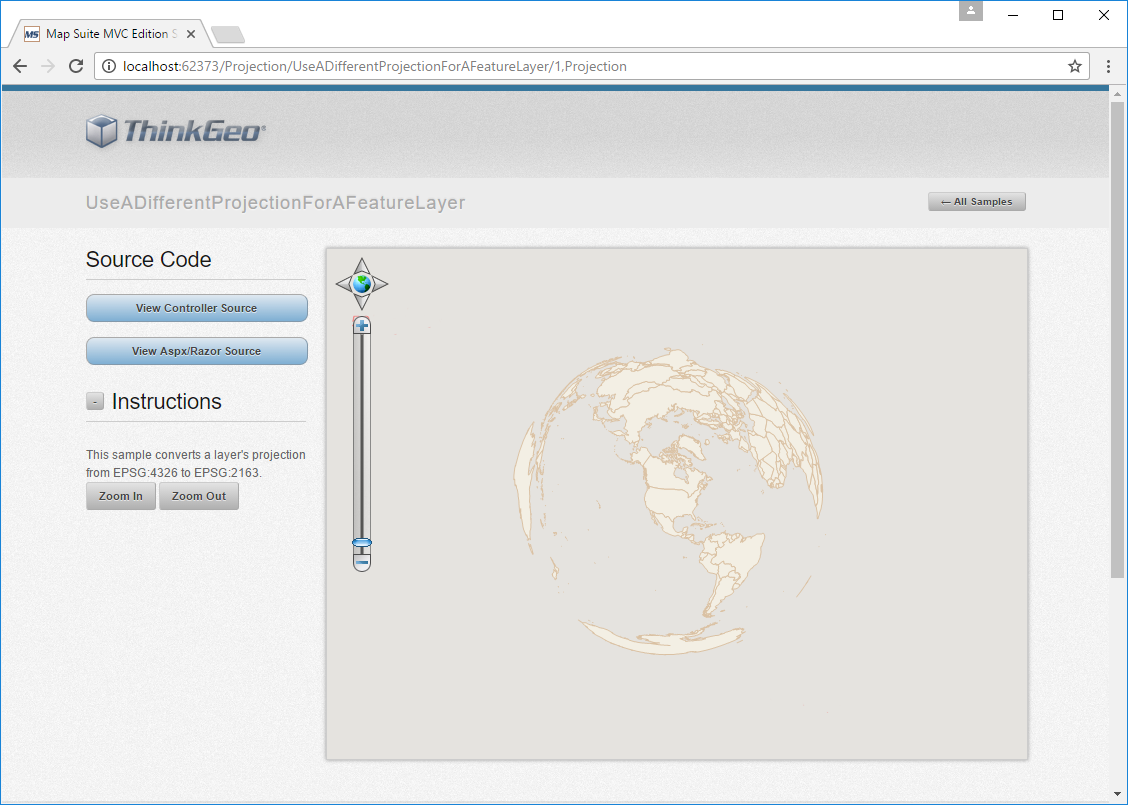 MS Map Suite MVC Edition S
localhost:62373/Projection/UseADifferentProjectionForAFeatureLayer/1,Projection
ThinkGeo
UseADifferentProjectionForAFeatureLayer
← All Samples
Source Code
View Controller Source
View Aspx/Razor Source
- Instructions
This sample converts a layer's projection
from EPSG:4326 to EPSG:2163.
Zoom In Zoom Out